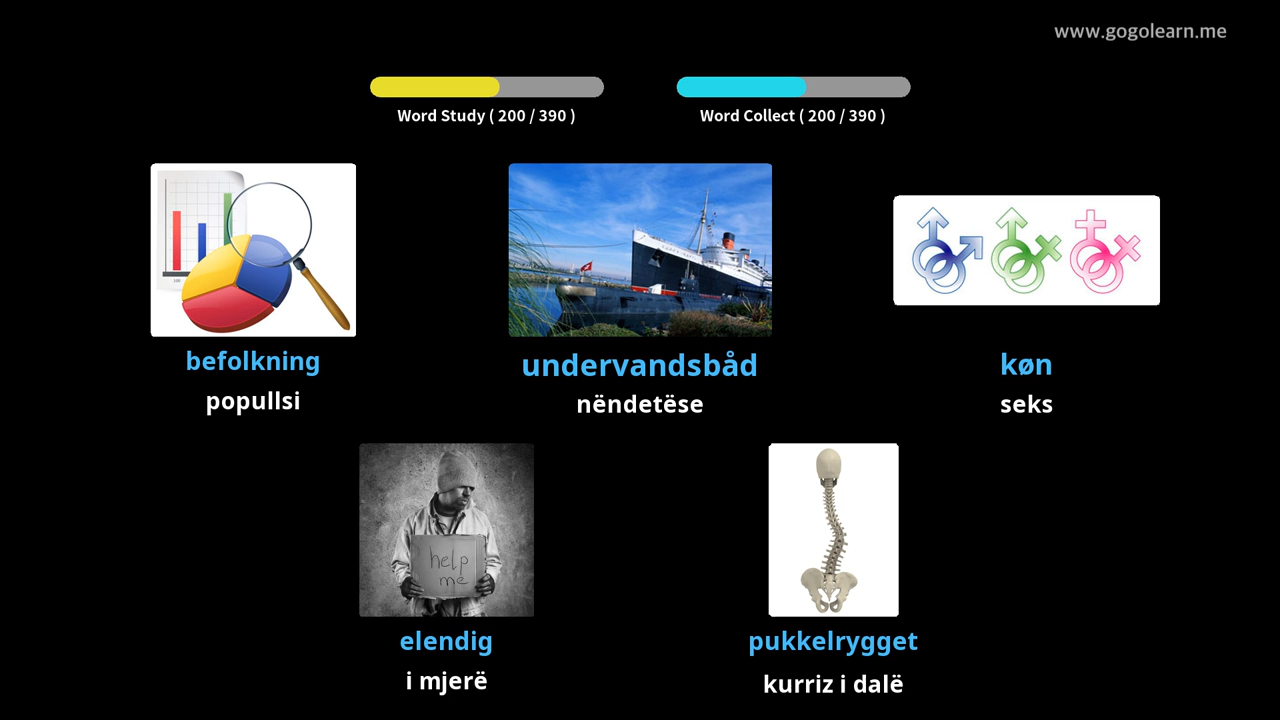 www.gogolearn.me
Word Study ( 200 / 390 )
Word Collect ( 200 / 390 )
befolkning
popullsi
undervandsbåd
nëndetëse
køn
seks
help
me
elendig
i mjerë
pukkelrygget
kurriz i dalë